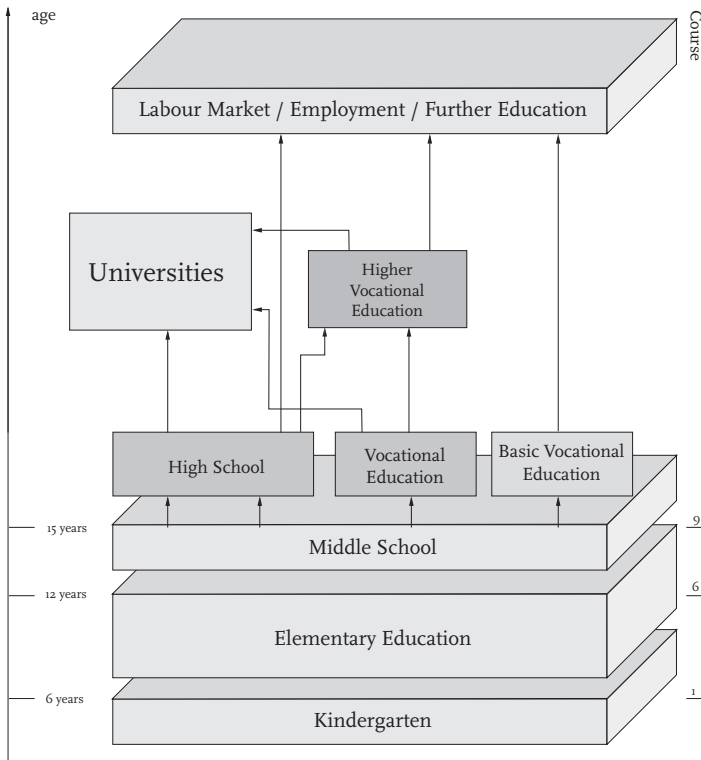 age
Course
Labour Market / Employment / Further Education
Universities
Higher
Vocational
Education
High School
Vocational
Education
Basic Vocational
Education
15 years
9
Middle School
12 years
6
Elementary Education
6 years
1
Kindergarten